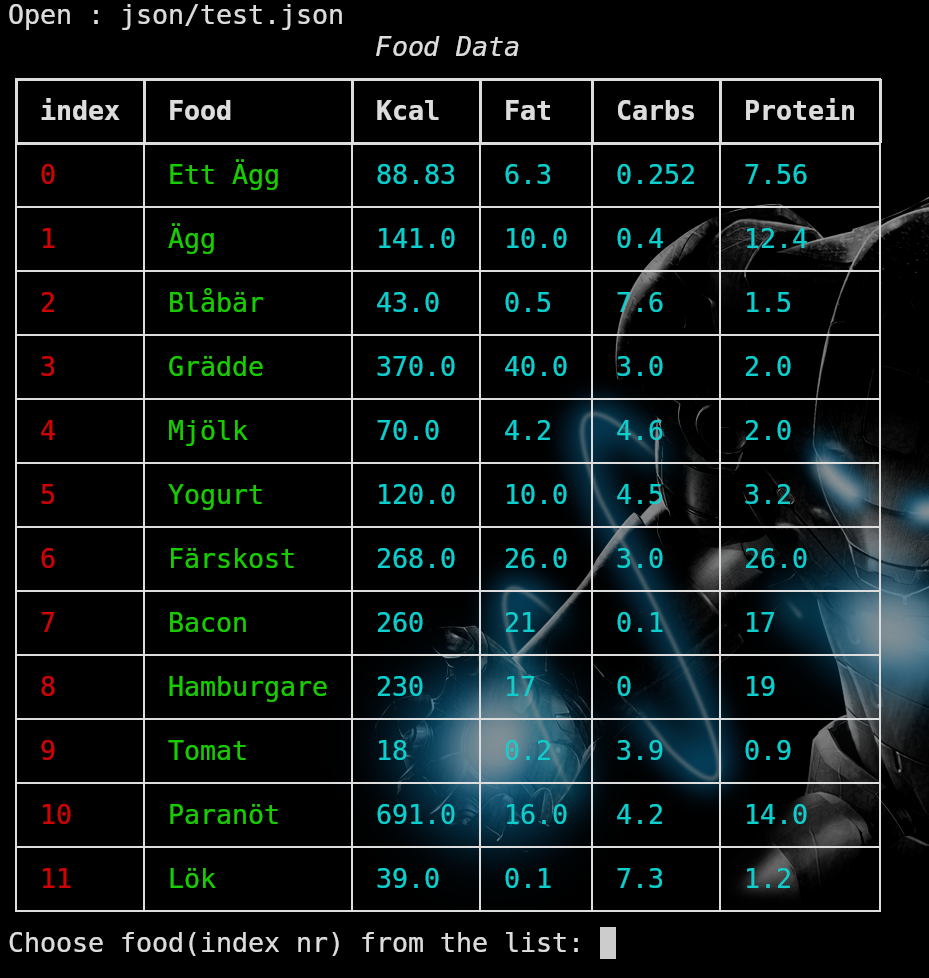 Open : json/test.json
Food Data
index Food Kcal Fat Carbs Protein
0 Ett Ägg 88.83 6.3 0.252 7.56
1 Ägg 141.0 10.0 0.4 12.4
2 Blåbär 43.0 0.5 7.6 1.5
3 Grädde 370.0 40.0 3.0 2.0
4 Mjölk 70.0 4.2 4.6 2.0
5 Yogurt 120.0 10.0 4.5 3.2
6 Färskost 268.0 26.0 3.0 26.0
7 Bacon 260 21 0.1 17
8 Hamburgare 230 17 0 19
9 Tomat 18 0.2 3.9 0.9
10 Paranöt 691.0 16.0 4.2 14.0
11 Lök 39.0 0.1 7.3 1.2
Choose food(index nr) from the list: